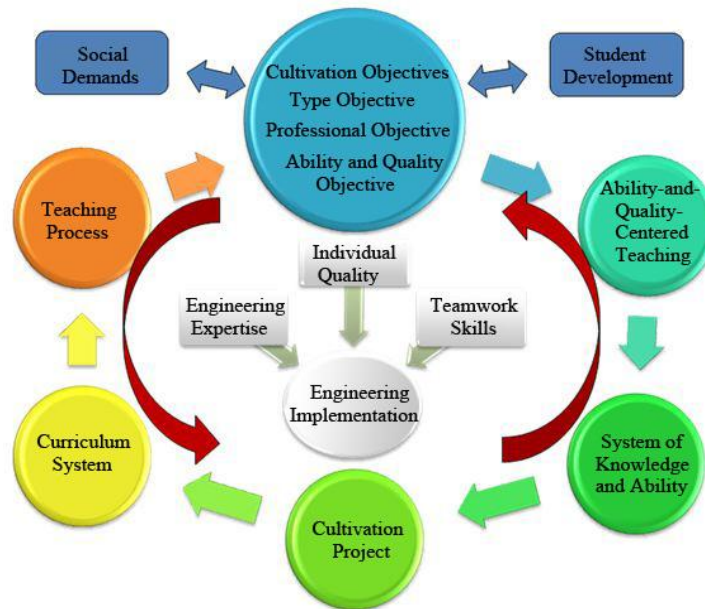 Social
Demands
Cultivation Objectives
Type Objective
Professional Objective
Ability and Quality
Objective
Student
Development
Teaching
Process
Ability-and-
Quality-
Centered
Teaching
Individual
Quality
Engineering
Expertise
Teamwork
Skills
Engineering
Implementation
Curriculum
System
System of
Knowledge
and Ability
Cultivation
Project